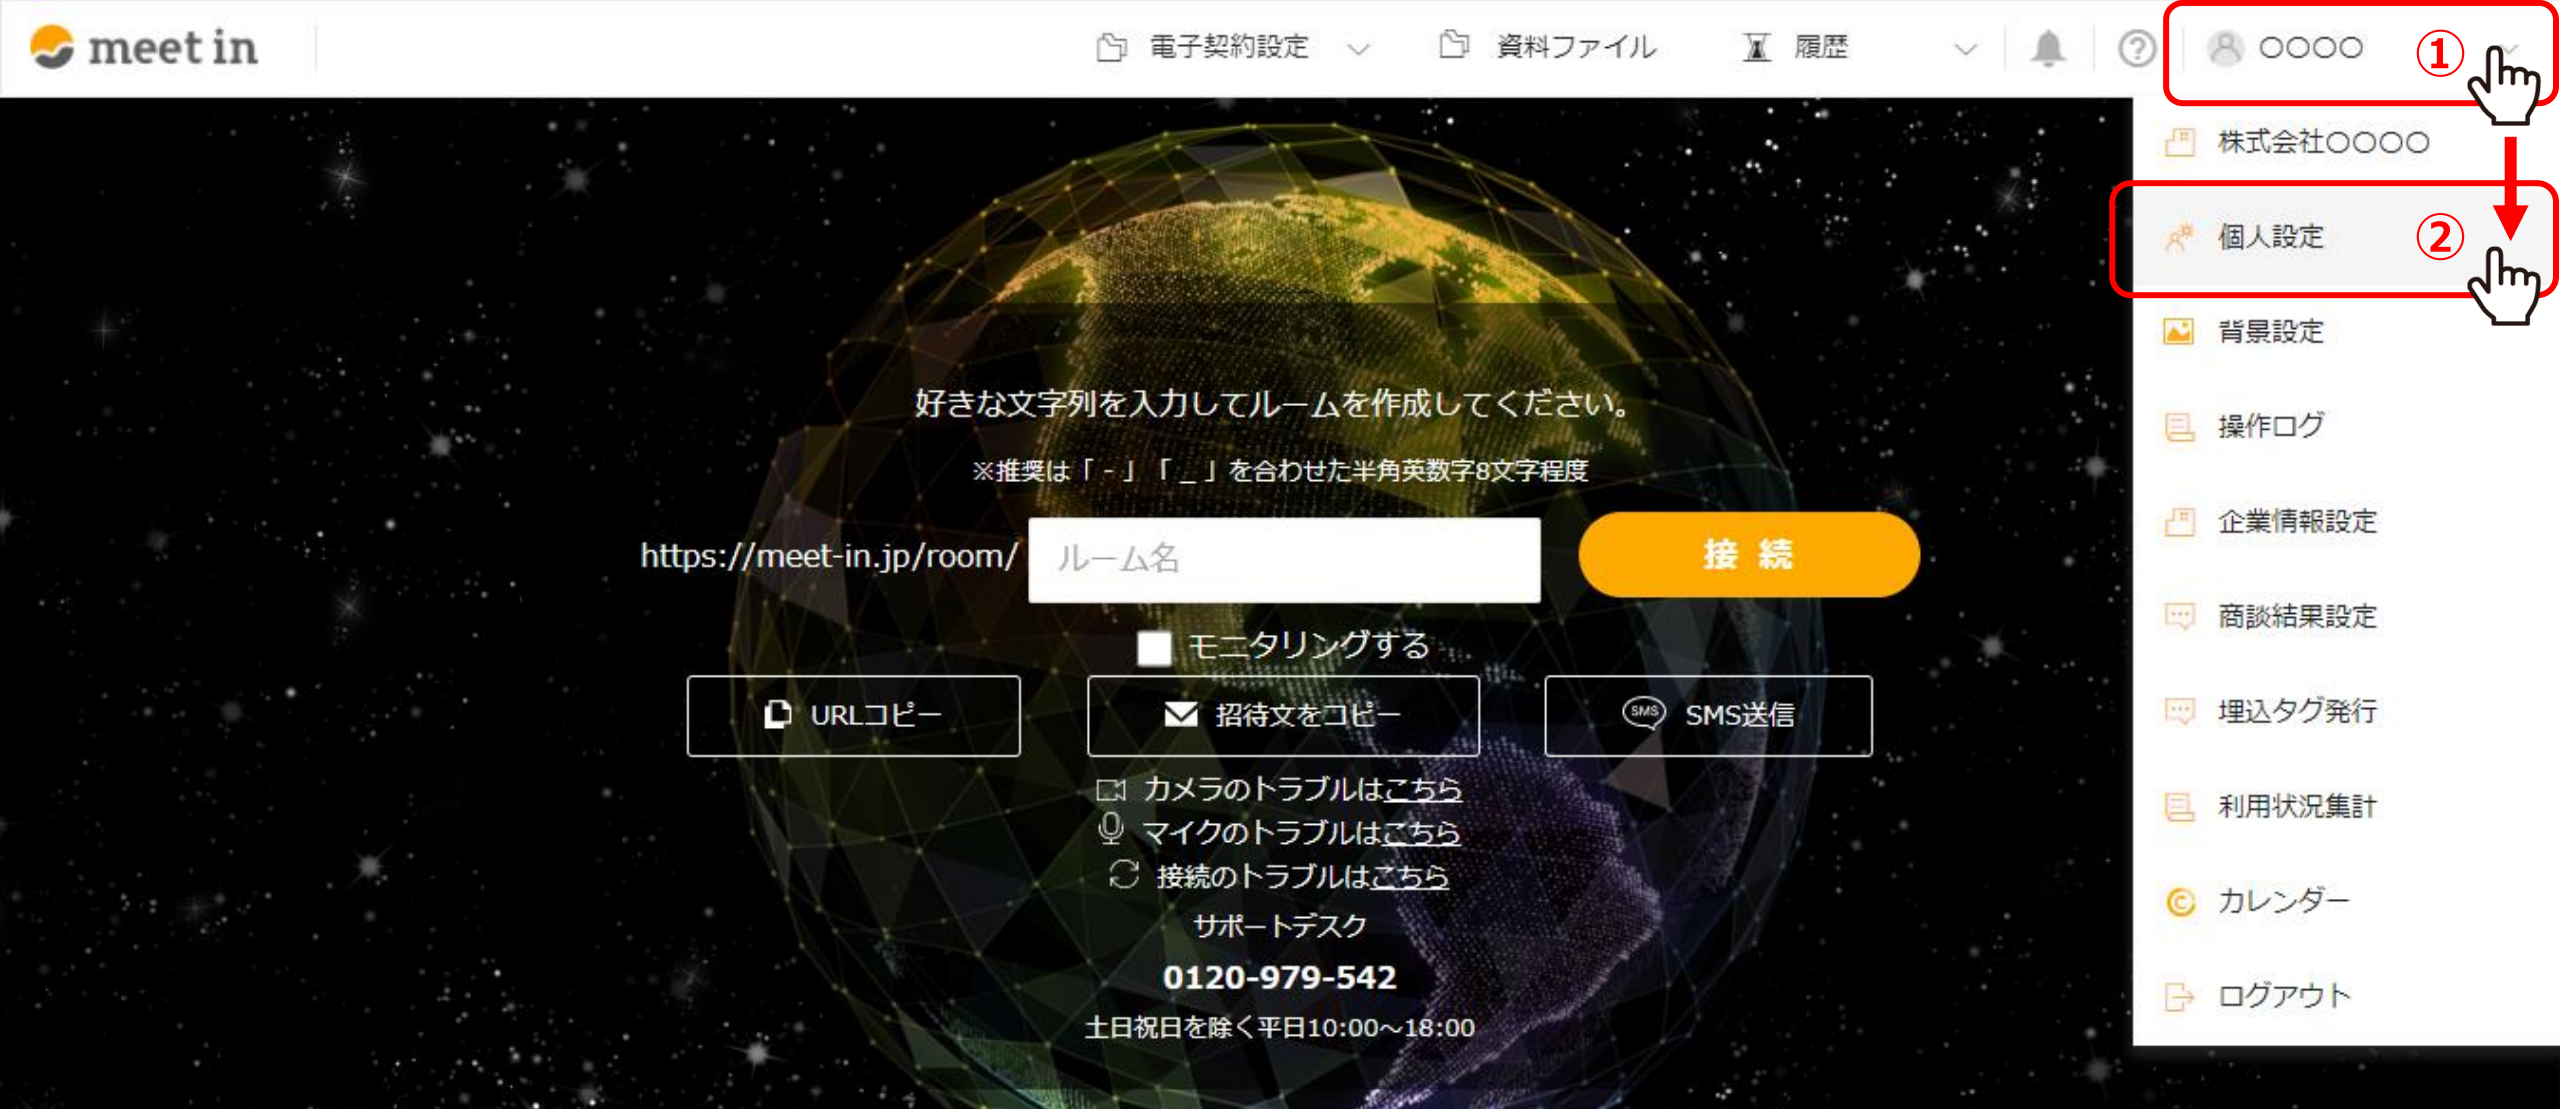 meet in
電子契約設定
資料ファイル
履歴
〇〇〇〇
①
株式会社〇〇〇〇
個人設定
②
背景設定
操作ログ
企業情報設定
商談結果設定
埋込タグ発行
利用状況集計
カレンダー
ログアウト
好きな文字列を入力してルームを作成してください。
※推奨は「 - 」「 _ 」を合わせた半角英数字8文字程度
https://meet-in.jp/room/ ルーム名 接 続
モニタリングする
URLコピー 招待文をコピー SMS SMS送信
カメラのトラブルはこちら
マイクのトラブルはこちら
接続のトラブルはこちら
サポートデスク
0120-979-542
土日祝日を除く平日10:00～18:00